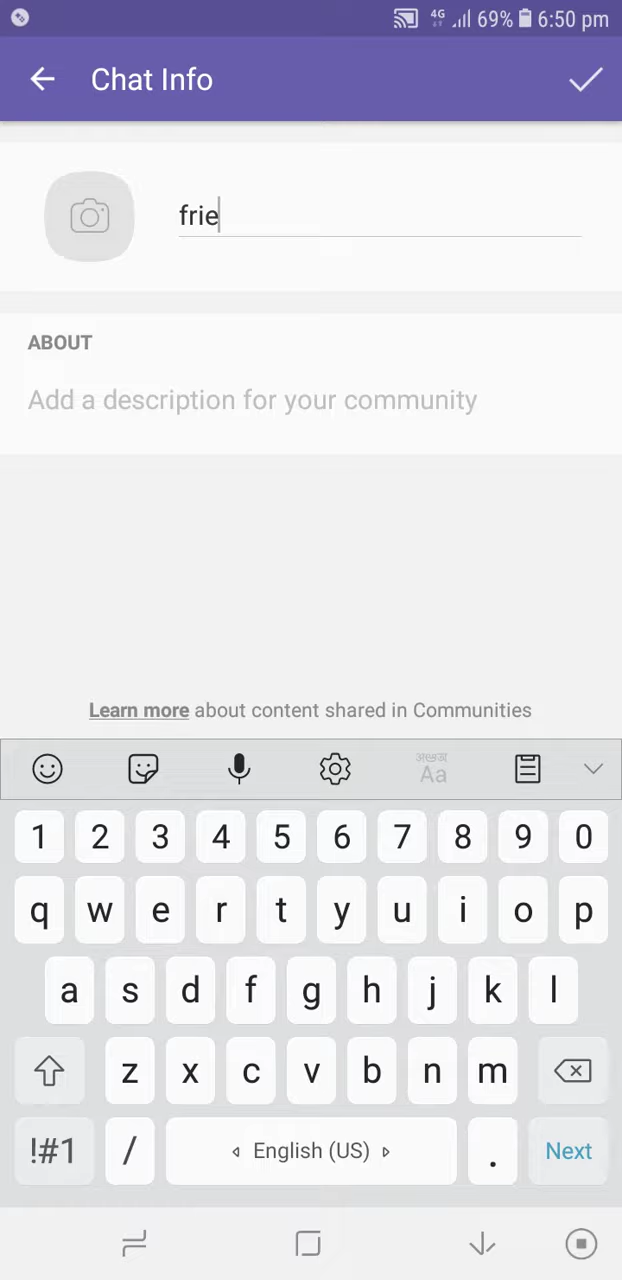 4G 69% 6:50 pm
Chat Info
frie
ABOUT
Add a description for your community
Learn more about content shared in Communities
Aa
1 2 3 4 5 6 7 8 9 0
q w e r t y u i o p
a s d f g h j k l
z x c v b n m
!#1 / English (US) . Next